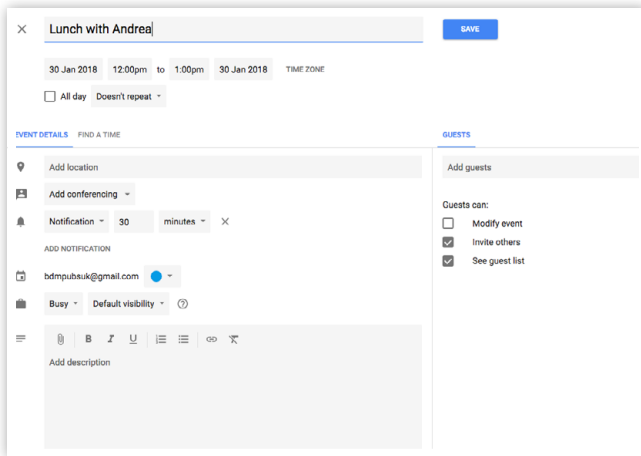 Lunch with Andrea
SAVE
30 Jan 2018 12:00pm to 1:00pm 30 Jan 2018 TIME ZONE
All day Doesn't repeat
EVENT DETAILS FIND A TIME
GUESTS
Add location
Add guests
Add conferencing
Guests can:
Notification 30 minutes
Modify event
Invite others
ADD NOTIFICATION
See guest list
bdmpubsuk@gmail.com
Busy Default visibility
B I U
Add description